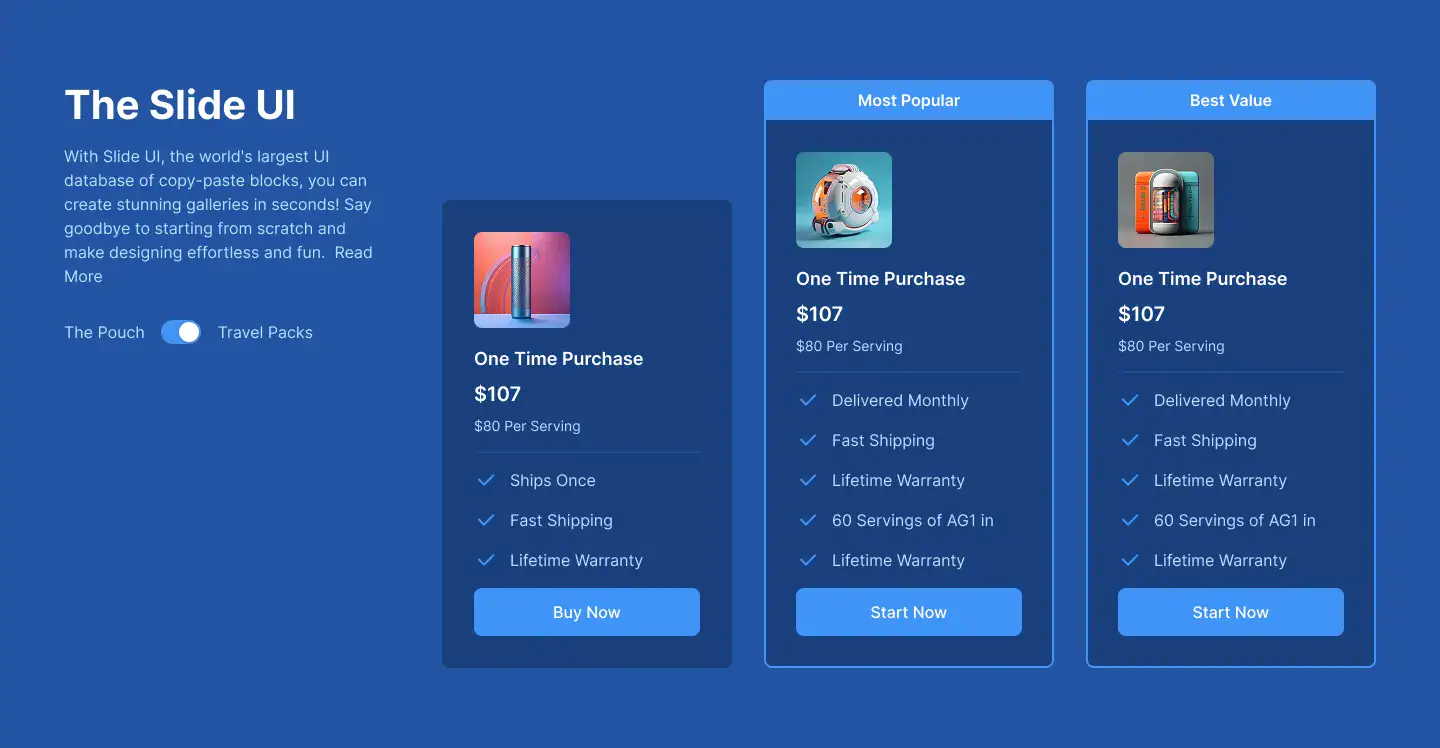 The Slide UI
With Slide UI, the world's largest UI
database of copy-paste blocks, you can
create stunning galleries in seconds! Say
goodbye to starting from scratch and
make designing effortless and fun.  Read
More
The Pouch
Travel Packs
One Time Purchase
$107
$80 Per Serving
Ships Once
Fast Shipping
Lifetime Warranty
Buy Now
Most Popular
One Time Purchase
$107
$80 Per Serving
Delivered Monthly
Fast Shipping
Lifetime Warranty
60 Servings of AG1 in
Lifetime Warranty
Start Now
Best Value
One Time Purchase
$107
$80 Per Serving
Delivered Monthly
Fast Shipping
Lifetime Warranty
60 Servings of AG1 in
Lifetime Warranty
Start Now